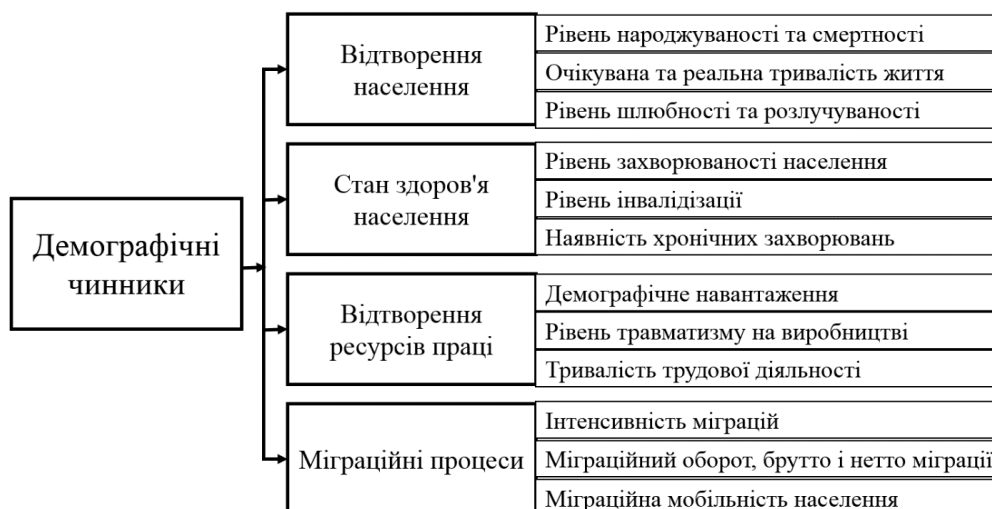 Демографічні
чинники
Відтворення
населення
Рівень народжуваності та смертності
Очікувана та реальна тривалість життя
Рівень шлюбності та розлучуваності
Стан здоров'я
населення
Рівень захворюваності населення
Рівень інвалідізації
Наявність хронічних захворювань
Відтворення
ресурсів праці
Демографічне навантаження
Рівень травматизму на виробництві
Тривалість трудової діяльності
Міграційні процеси
Інтенсивність міграцій
Міграційний оборот, брутто і нетто міграції
Міграційна мобільність населення